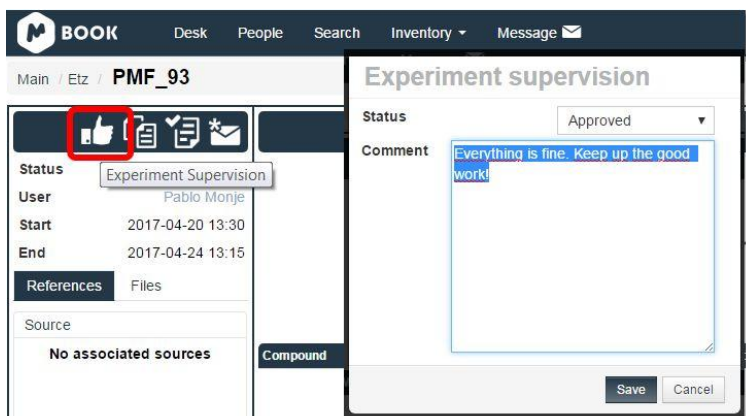 BOOK Desk People Search Inventory Message
Main / Etz / PMF_93
Experiment supervision
Status Approved
Comment Everything is fine. Keep up the good
work!
Status
Experiment Supervision
User Pablo Monje
Start 2017-04-20 13:30
End 2017-04-24 13:15
References Files
Source
No associated sources
Compound
Save Cancel